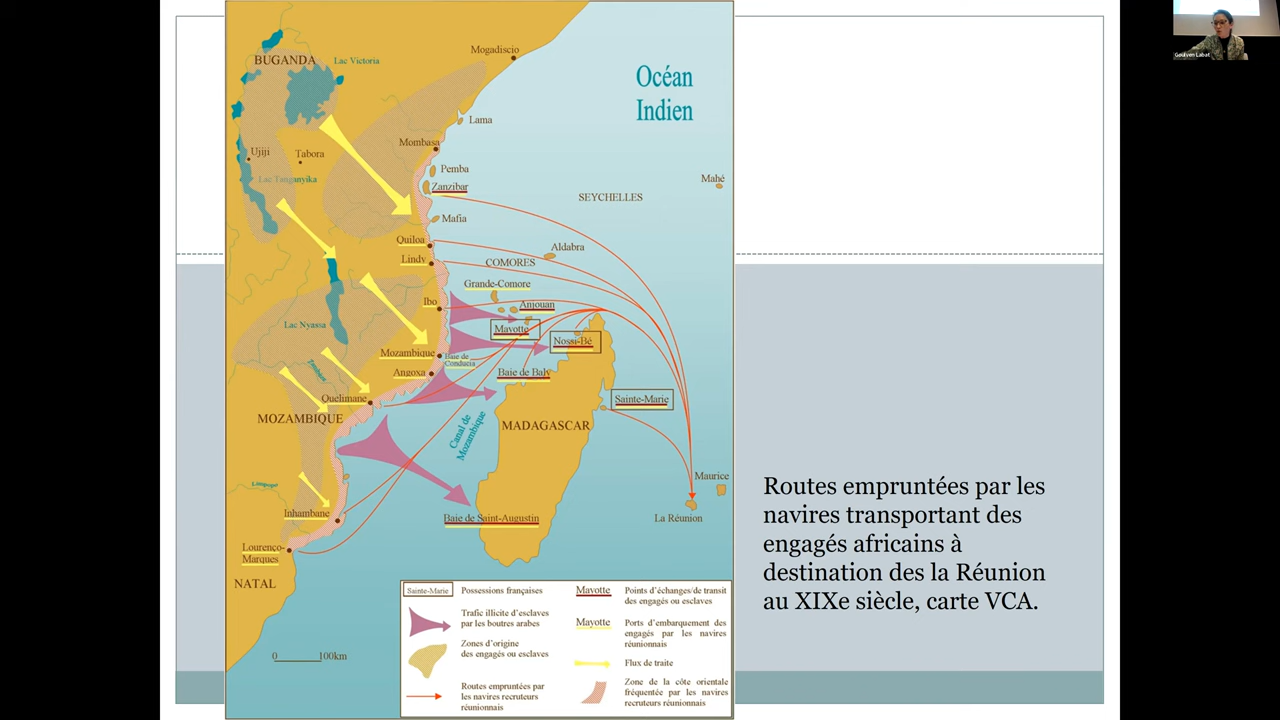 Mogadiscio
BUGANDA
Lac Victoria
Océan
Indien
Lama
Mombasa
Ujiji
Tabora
Pemba
Lac Tanganyika
Zanzibar
Mahé
SEYCHELLES
Mafia
Quiloa
Aldabra
Lindy
COMORES
Grande-Comore
Ibo
Anjouan
Lac Nyassa
Mayotte
Nossi-Bé
Mozambique
Baie de
Conducia
Angoxa
Baie de Baly
Zambèze
Quelimane
Sainte-Marie
MOZAMBIQUE
MADAGASCAR
Canal de
Mozambique
Maurice
Limpopo
Inhambane
Baie de Saint-Augustin
La Réunion
Lourenço-
Marques
NATAL
0 100km
Sainte-Marie
Possessions françaises
Trafic illicite d'esclaves
par les boutres arabes
Zones d'origine
des engagés ou esclaves
Routes empruntées par
les navires recruteurs
réunionnais
Mayotte
Points d'échanges/de transit
des engagés ou esclaves
Mayotte
Ports d'embarquement des
engagés par les navires
réunionnais
Flux de traite
Zone de la côte orientale
fréquentée par les navires
recruteurs réunionnais
Routes empruntées par les
navires transportant des
engagés africains à
destination des la Réunion
au XIXe siècle, carte VCA.
Goulven Labat